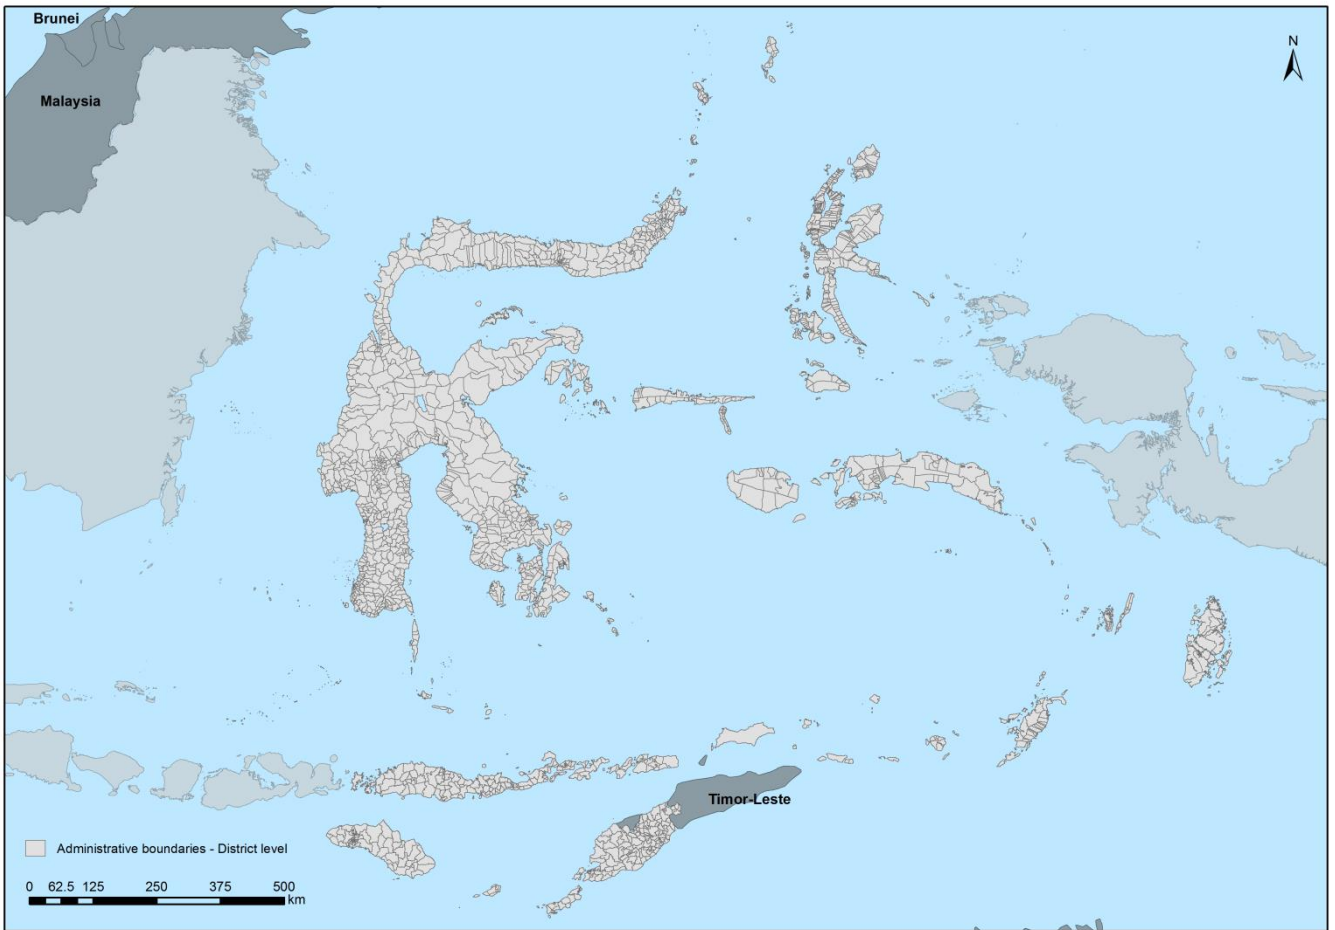 Brunei
N
Malaysia
Timor-Leste
Administrative boundaries - District level
0 62.5 125 250 375 500
km